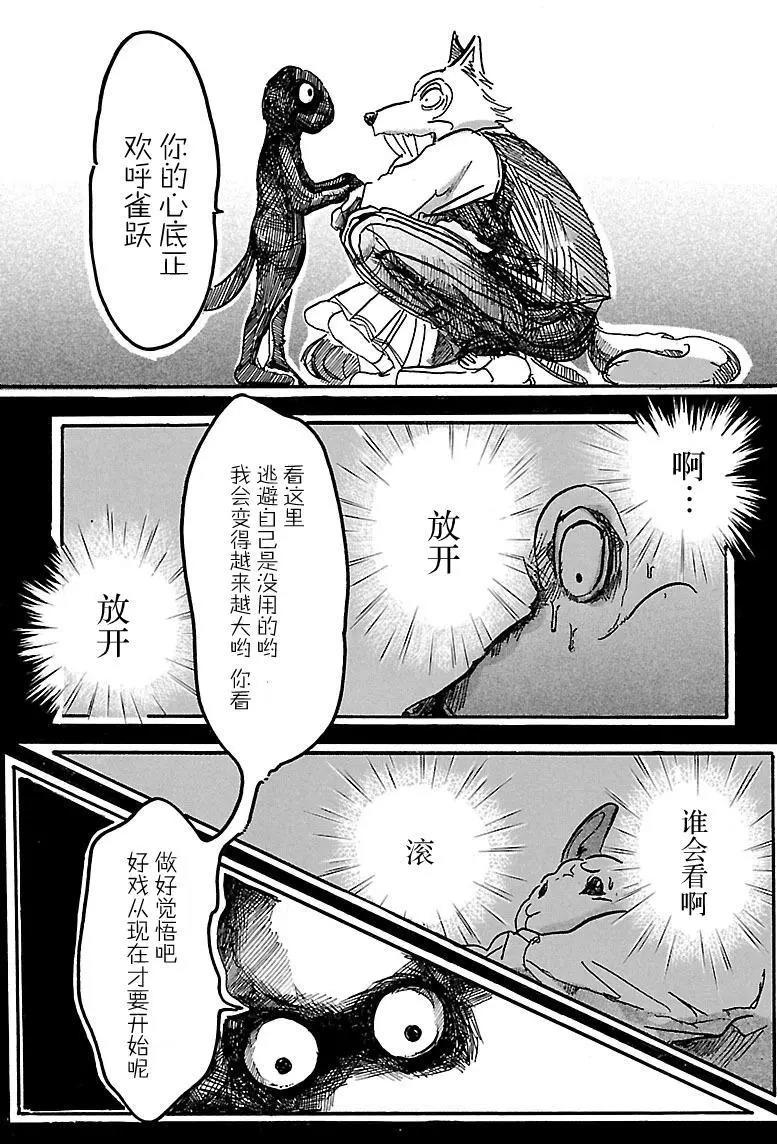 你的心底正
欢呼雀跃
啊…
放开
看这里
逃避自己是没用的哟
我会变得越来越大哟 你看
放开
谁会看啊
滚
做好觉悟吧
好戏从现在才要开始呢